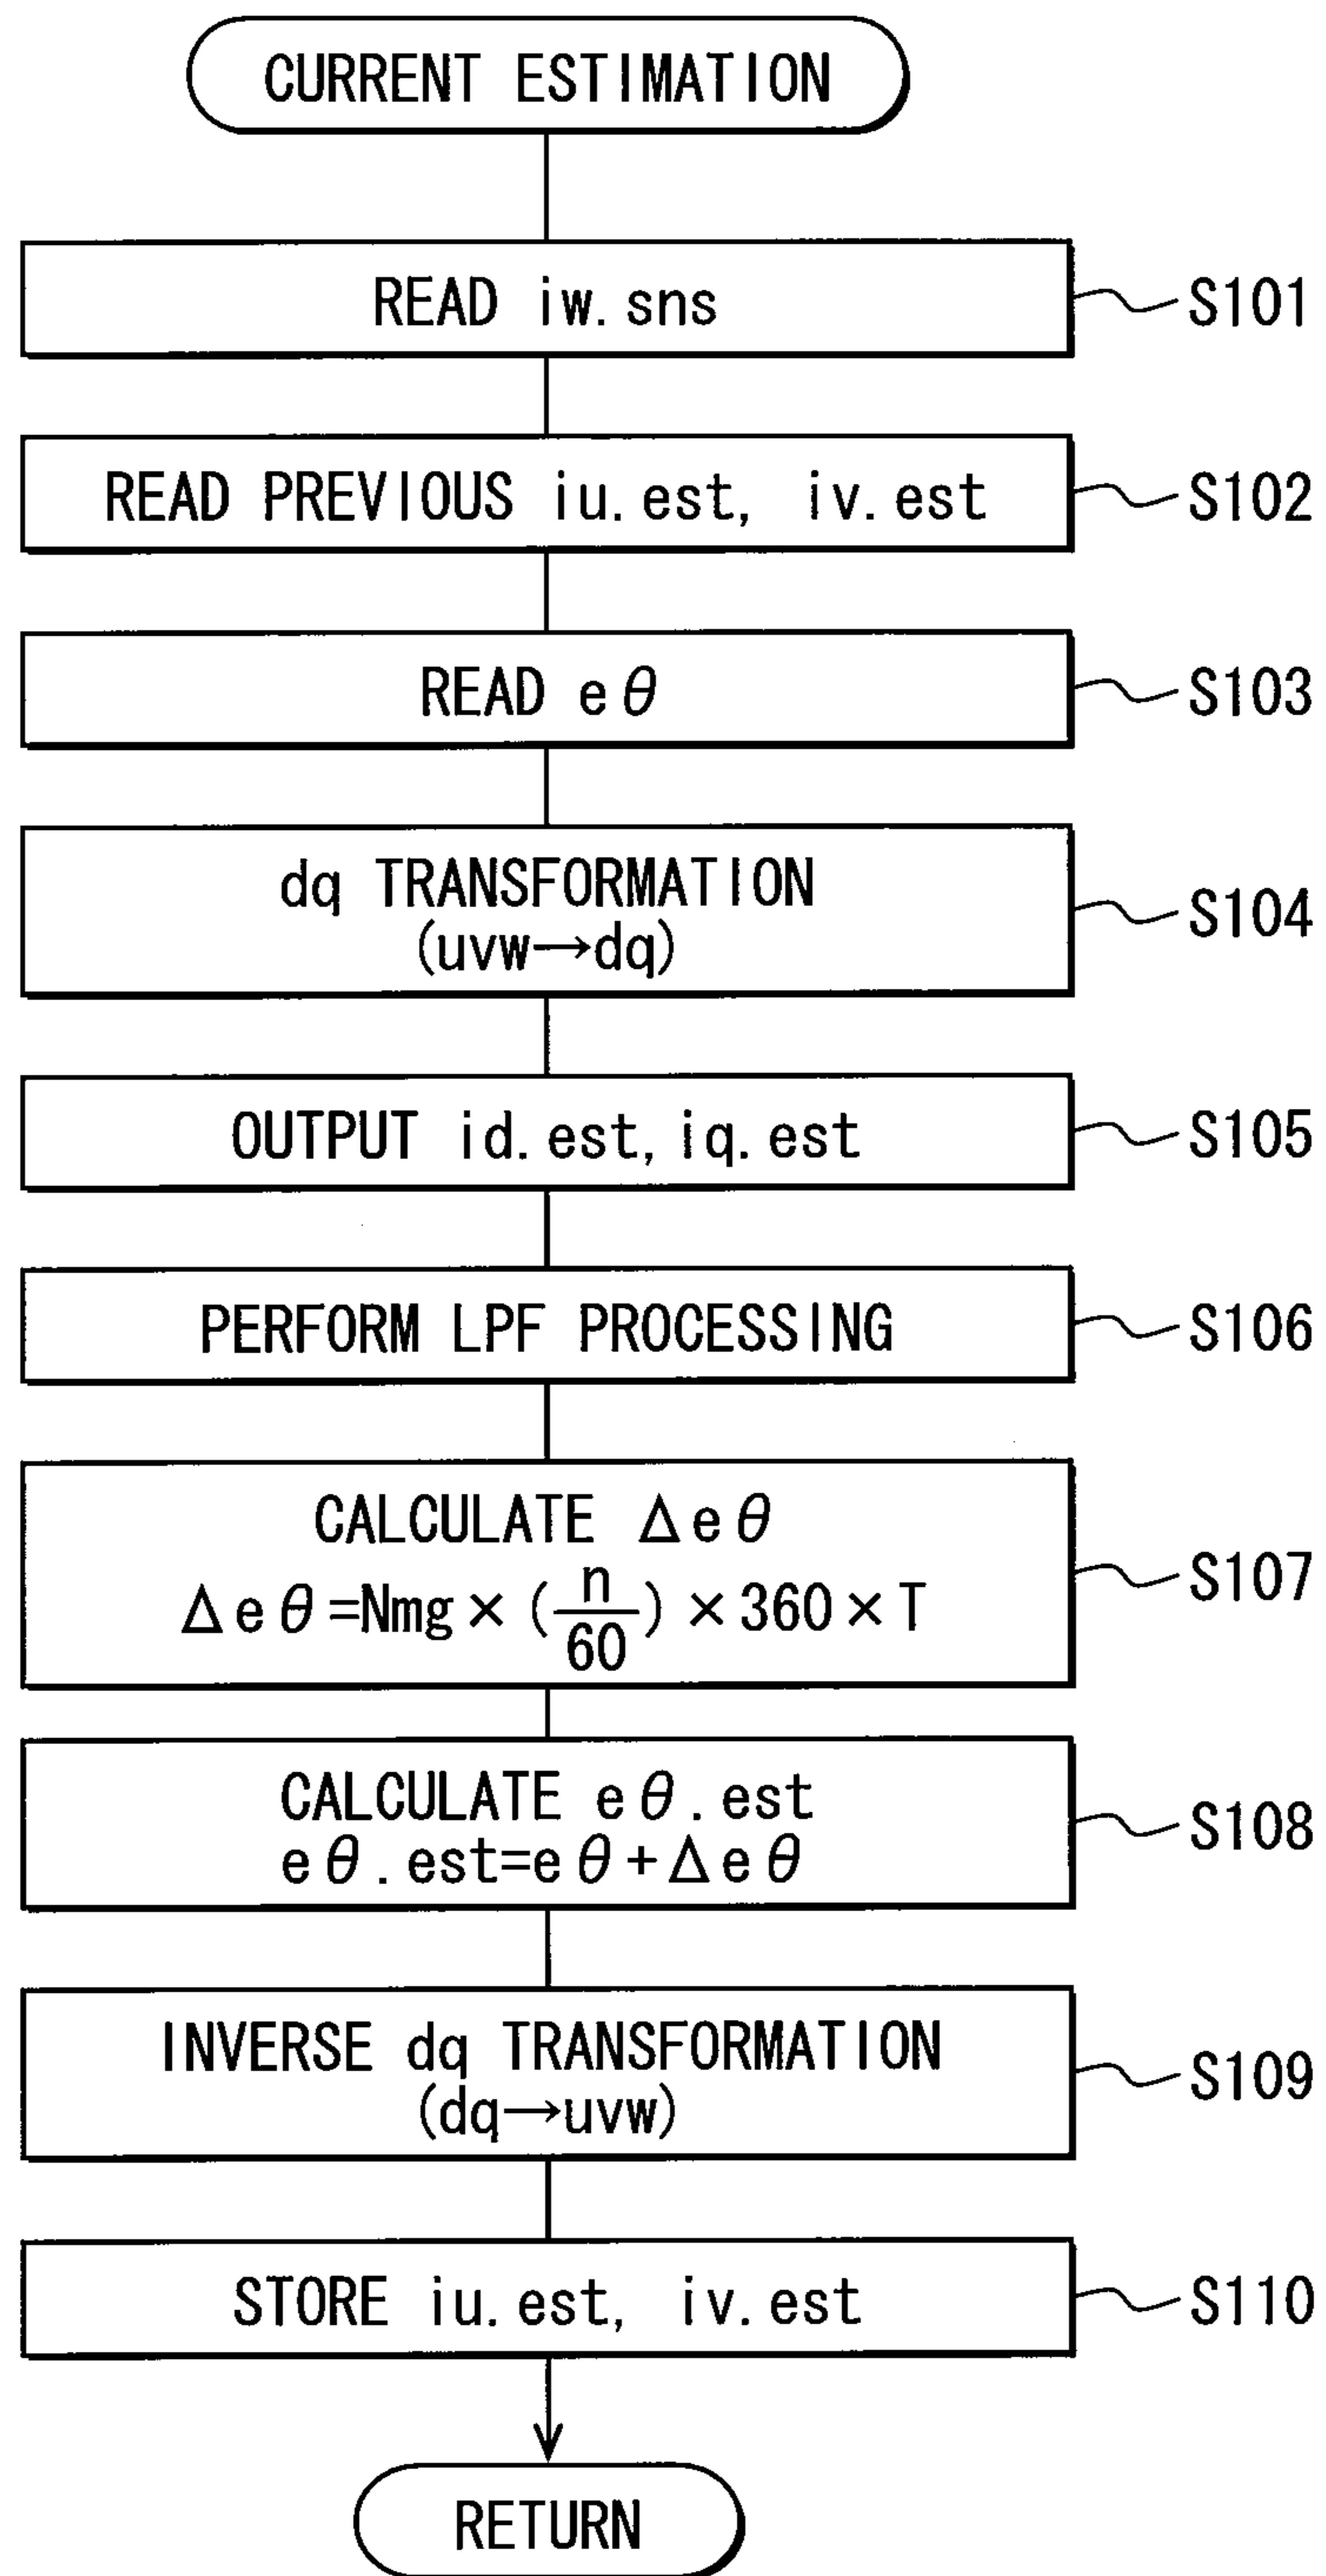 CURRENT ESTIMATION
READ iw.sns
S101
READ PREVIOUS iu.est, iv.est
S102
READ eθ
S103
dq TRANSFORMATION
(uvw→dq)
S104
OUTPUT id.est, iq.est
S105
PERFORM LPF PROCESSING
S106
CALCULATE Δeθ
Δeθ=Nmg×(n/60)×360×T
S107
CALCULATE eθ.est
eθ.est=eθ+Δeθ
S108
INVERSE dq TRANSFORMATION
(dq→uvw)
S109
STORE iu.est, iv.est
S110
RETURN